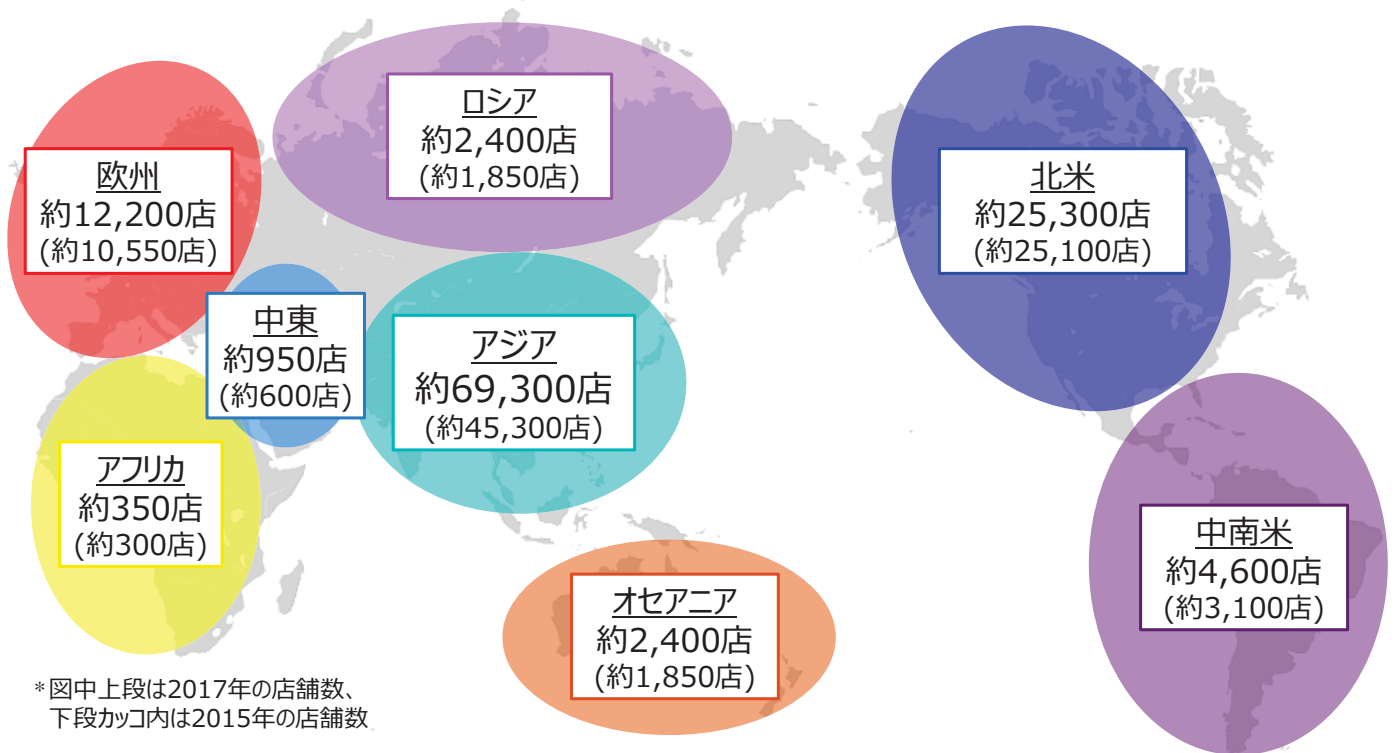 ロシア
約2,400店
(約1,850店)
欧州
約12,200店
(約10,550店)
北米
約25,300店
(約25,100店)
中東
約950店
(約600店)
アジア
約69,300店
(約45,300店)
アフリカ
約350店
(約300店)
中南米
約4,600店
(約3,100店)
オセアニア
約2,400店
(約1,850店)
*図中上段は2017年の店舗数、
下段カッコ内は2015年の店舗数